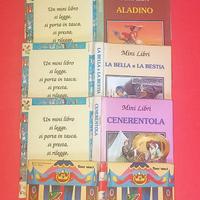 Un mini libro
si legge,
si porta in tasca,
si presta,
si rilegge.
ALADINO
Un mini libro
si legge,
si porta in tasca,
si presta,
si rilegge.
LA BELLA e LA BESTIA
Mini Libri
LA BELLA e LA BESTIA
Un mini libro
si legge,
si porta in tasca,
si presta,
si rilegge.
CENERENTOLA
Mini Libri
CENERENTOLA